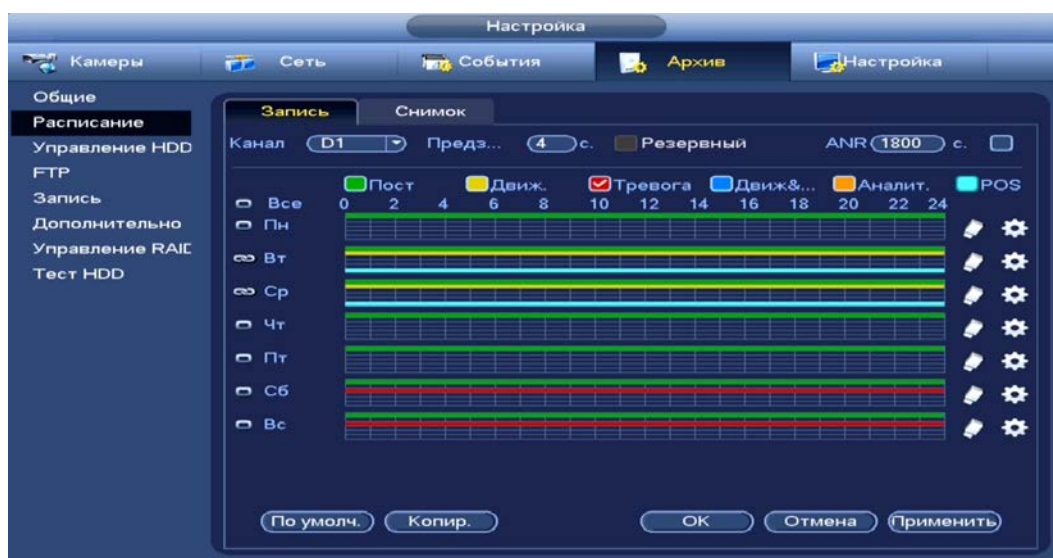 Настройка
Камеры Сеть События Архив Настройка
Общие
Расписание
Управление HDD
FTP
Запись
Дополнительно
Управление RAID
Тест HDD
Запись Снимок
Канал D1 Предз... 4 с. Резервный ANR 1800 с.
Пост Движ. Тревога Движ&... Аналит. POS
Все 0 2 4 6 8 10 12 14 16 18 20 22 24
Пн
Вт
Ср
Чт
Пт
Сб
Вс
По умолч. Копир. OK Отмена Применить